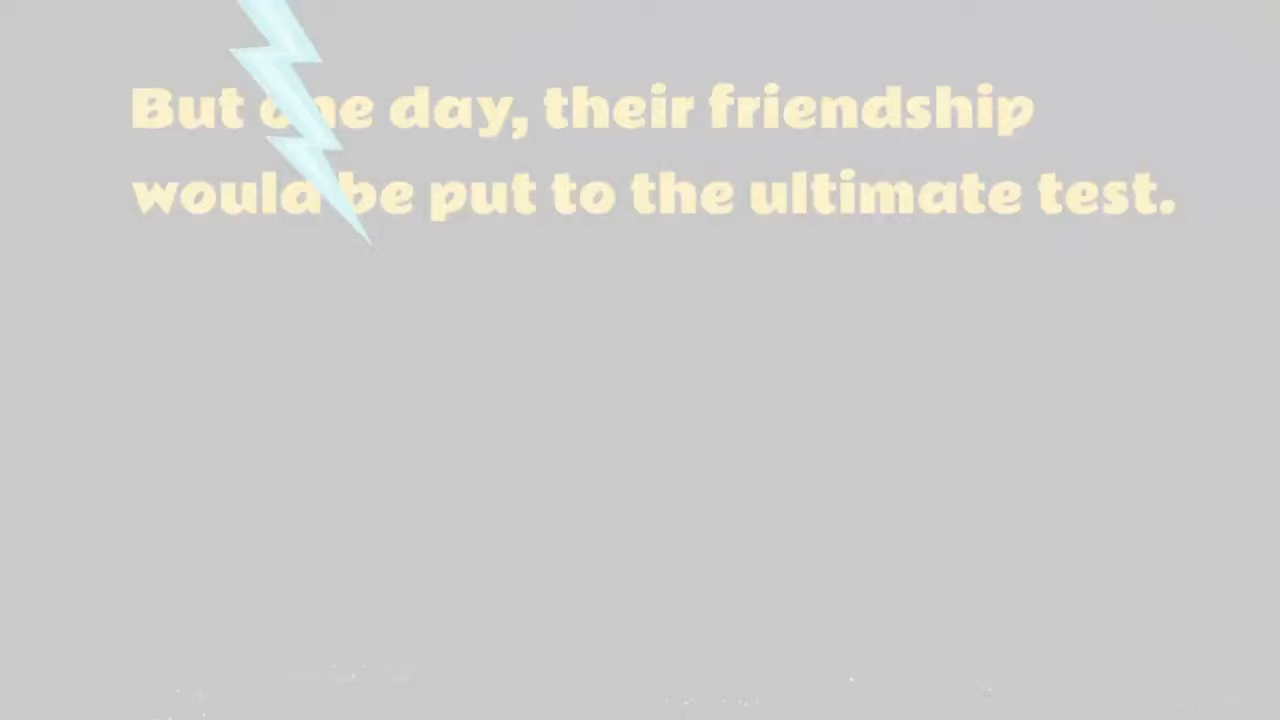 But one day, their friendship
would be put to the ultimate test.